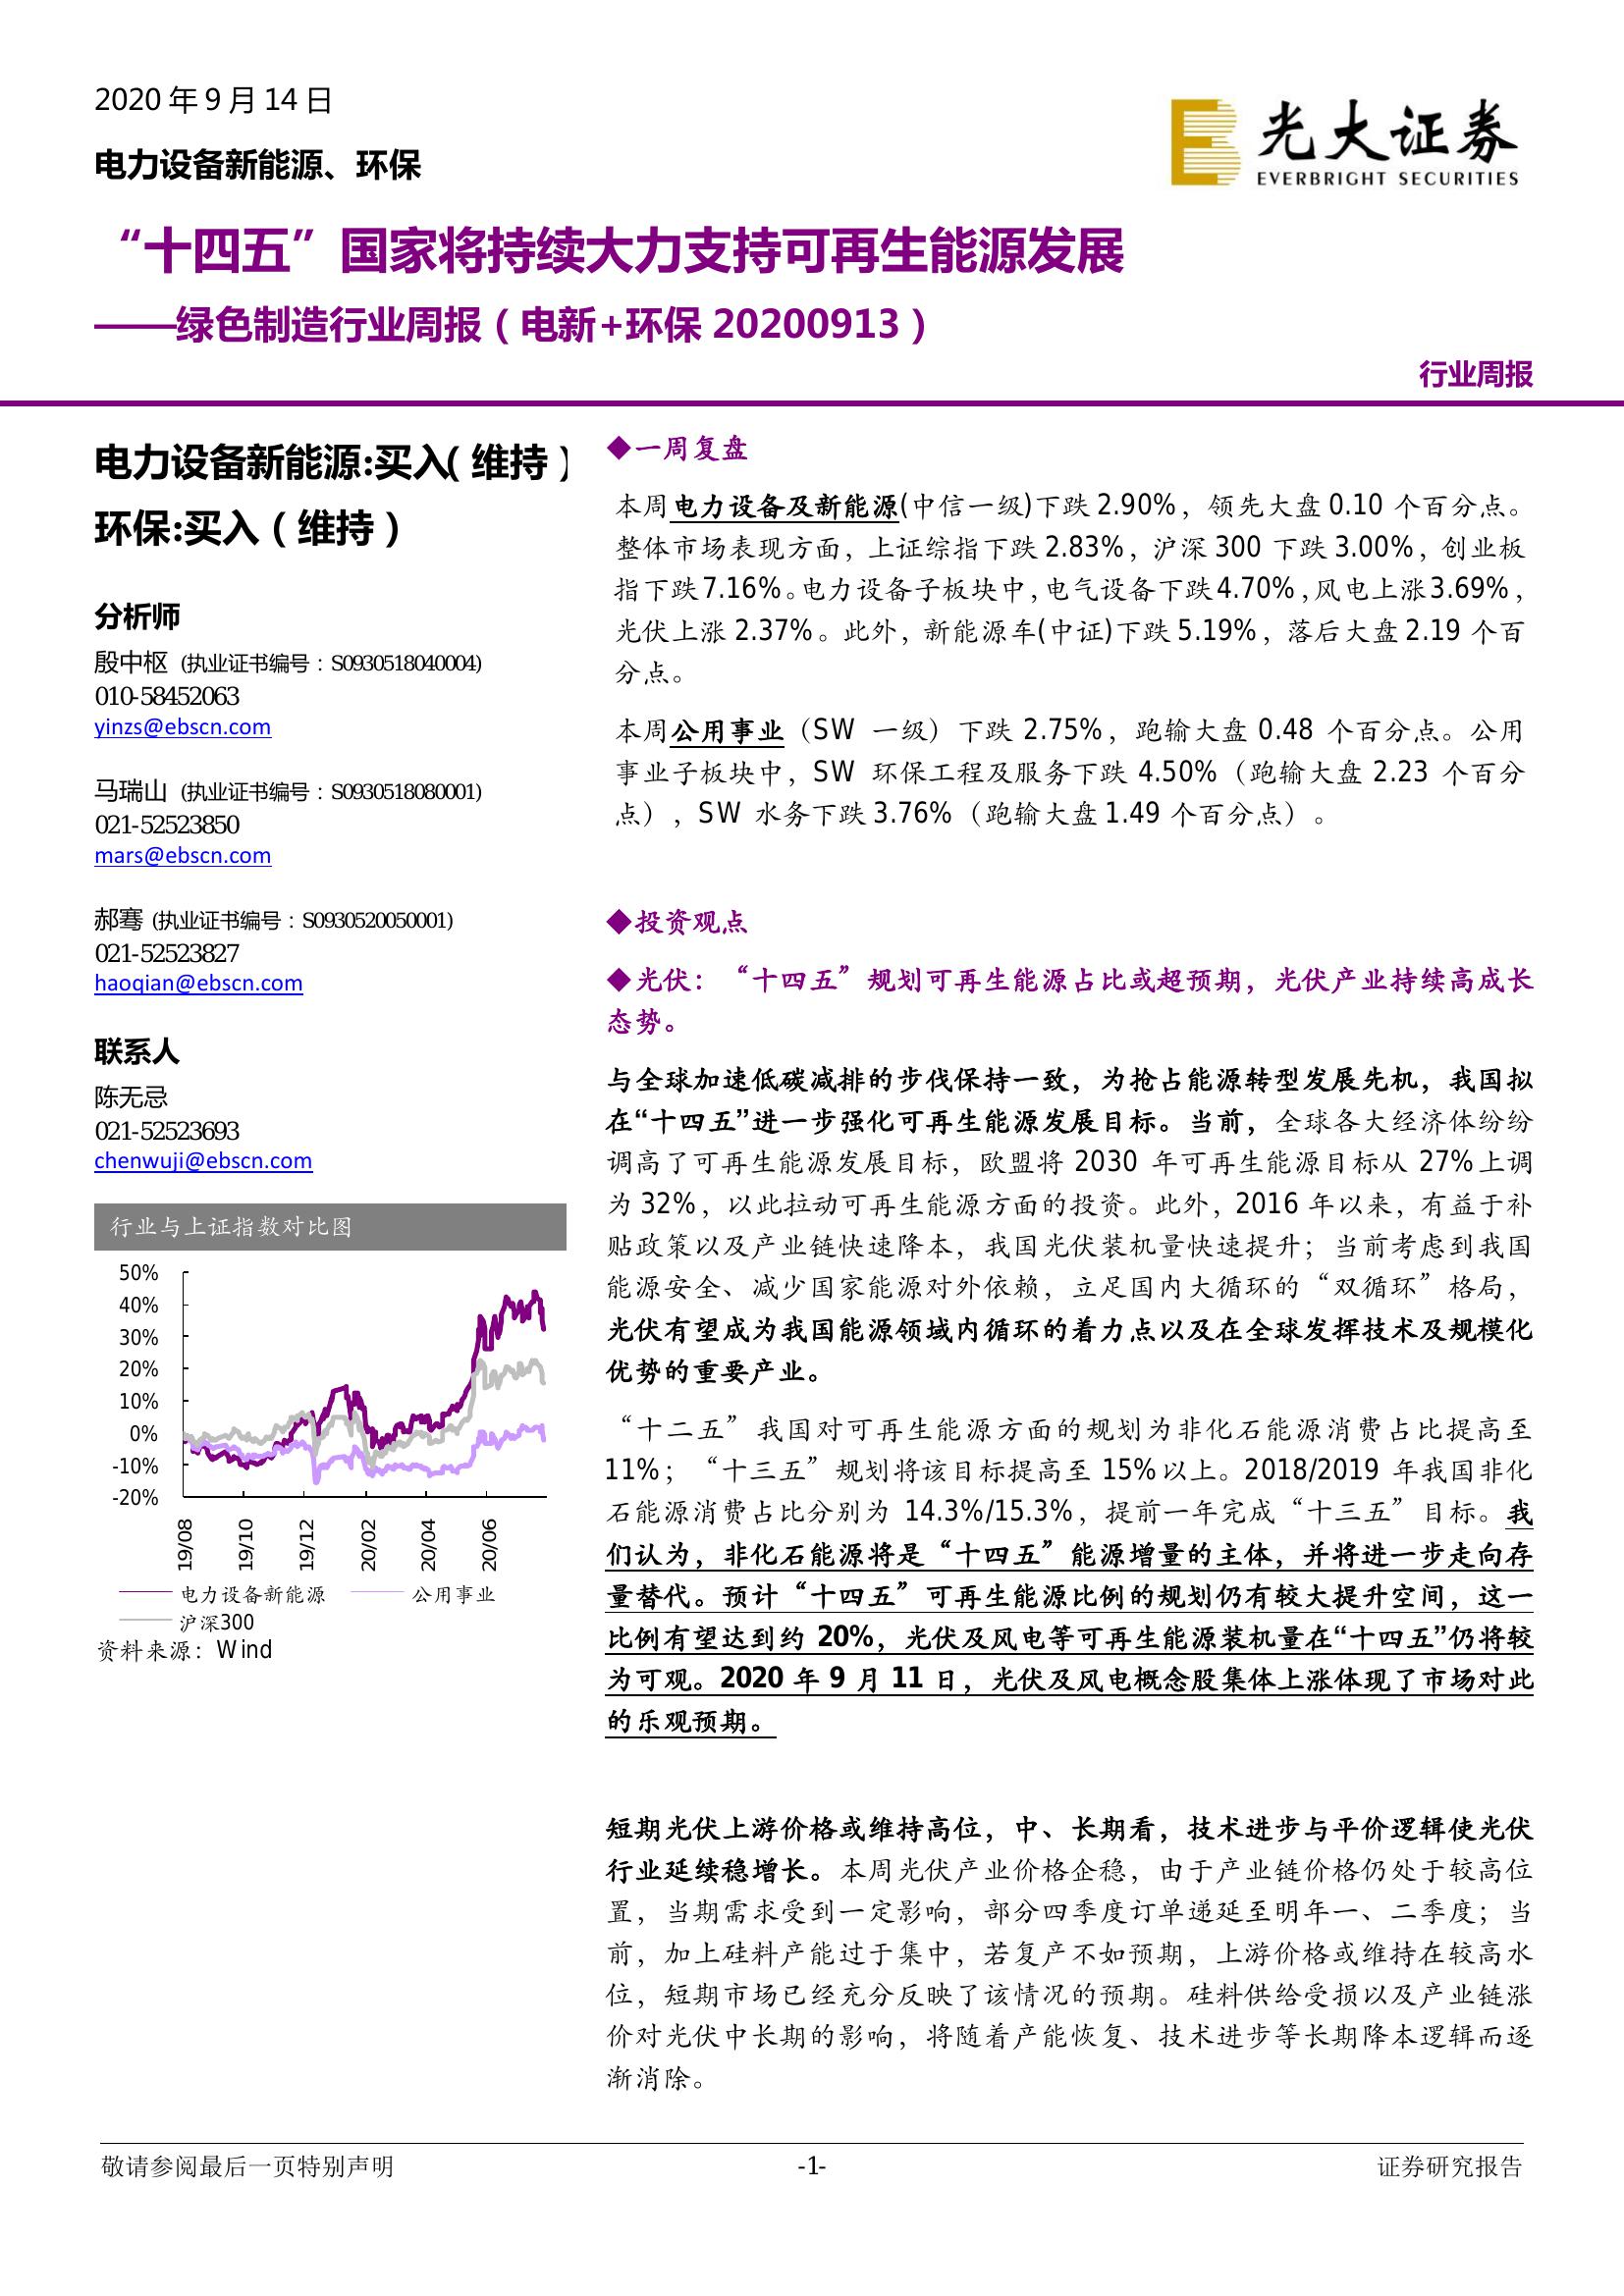 2020 年 9 月 14 日
电力设备新能源、环保
光大证券
EVERBRIGHT SECURITIES
“十四五”国家将持续大力支持可再生能源发展
——绿色制造行业周报（电新+环保 20200913）
行业周报
电力设备新能源:买入（维持）
环保:买入（维持）
分析师
殷中枢 (执业证书编号：S0930518040004)
010-58452063
yinzs@ebscn.com
马瑞山 (执业证书编号：S0930518080001)
021-52523850
mars@ebscn.com
郝骞 (执业证书编号：S0930520050001)
021-52523827
haoqian@ebscn.com
联系人
陈无忌
021-52523693
chenwuji@ebscn.com
行业与上证指数对比图
50%
40%
30%
20%
10%
0%
-10%
-20%
19/08
19/10
19/12
20/02
20/04
20/06
电力设备新能源
公用事业
沪深300
资料来源：Wind
◆一周复盘
本周电力设备及新能源(中信一级)下跌 2.90%，领先大盘 0.10 个百分点。
整体市场表现方面，上证综指下跌 2.83%，沪深 300 下跌 3.00%，创业板
指下跌 7.16%。电力设备子板块中，电气设备下跌 4.70%，风电上涨 3.69%，
光伏上涨 2.37%。此外，新能源车(中证)下跌 5.19%，落后大盘 2.19 个百
分点。
本周公用事业（SW 一级）下跌 2.75%，跑输大盘 0.48 个百分点。公用
事业子板块中，SW 环保工程及服务下跌 4.50%（跑输大盘 2.23 个百分
点），SW 水务下跌 3.76%（跑输大盘 1.49 个百分点）。
◆投资观点
◆光伏：“十四五”规划可再生能源占比或超预期，光伏产业持续高成长
态势。
与全球加速低碳减排的步伐保持一致，为抢占能源转型发展先机，我国拟
在“十四五”进一步强化可再生能源发展目标。当前，全球各大经济体纷纷
调高了可再生能源发展目标，欧盟将 2030 年可再生能源目标从 27%上调
为 32%，以此拉动可再生能源方面的投资。此外，2016 年以来，有益于补
贴政策以及产业链快速降本，我国光伏装机量快速提升；当前考虑到我国
能源安全、减少国家能源对外依赖，立足国内大循环的“双循环”格局，
光伏有望成为我国能源领域内循环的着力点以及在全球发挥技术及规模化
优势的重要产业。
“十二五”我国对可再生能源方面的规划为非化石能源消费占比提高至
11%；“十三五”规划将该目标提高至 15%以上。2018/2019 年我国非化
石能源消费占比分别为 14.3%/15.3%，提前一年完成“十三五”目标。我
们认为，非化石能源将是“十四五”能源增量的主体，并将进一步走向存
量替代。预计“十四五”可再生能源比例的规划仍有较大提升空间，这一
比例有望达到约 20%，光伏及风电等可再生能源装机量在“十四五”仍将较
为可观。2020 年 9 月 11 日，光伏及风电概念股集体上涨体现了市场对此
的乐观预期。
短期光伏上游价格或维持高位，中、长期看，技术进步与平价逻辑使光伏
行业延续稳增长。本周光伏产业价格企稳，由于产业链价格仍处于较高位
置，当期需求受到一定影响，部分四季度订单递延至明年一、二季度；当
前，加上硅料产能过于集中，若复产不如预期，上游价格或维持在较高水
位，短期市场已经充分反映了该情况的预期。硅料供给受损以及产业链涨
价对光伏中长期的影响，将随着产能恢复、技术进步等长期降本逻辑而逐
渐消除。
敬请参阅最后一页特别声明
-1-
证券研究报告